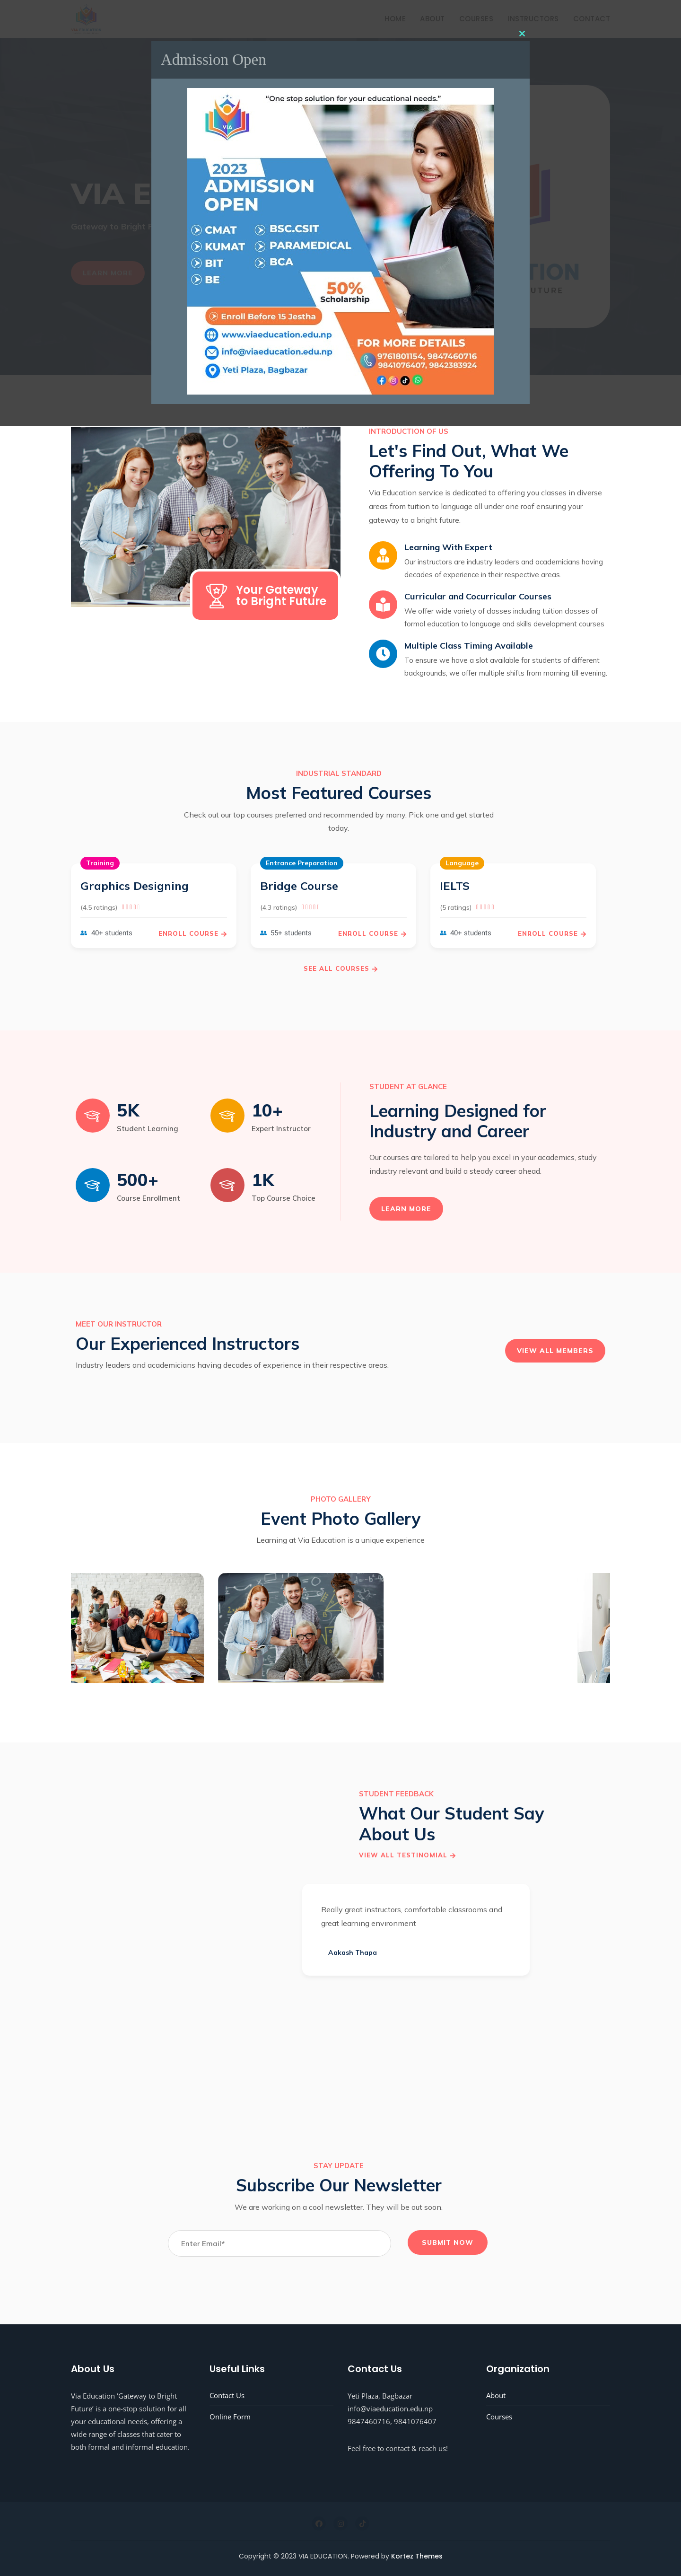 HOME ABOUT COURSES INSTRUCTORS CONTACT
Admission Open
"One stop solution for your educational needs."
VIA
2023
ADMISSION
OPEN
CMAT
KUMAT
BIT
BE
BSC.CSIT
PARAMEDICAL
BCA
50%
Scholarship
Enroll Before 15 Jestha
www.viaeducation.edu.np
info@viaeducation.edu.np
Yeti Plaza, Bagbazar
FOR MORE DETAILS
9761801154, 9847460716
9841076407, 9842383924
VIA E
Gateway to Bright F
LEARN MORE
TION
UTURE
INTRODUCTION OF US
Let's Find Out, What We
Offering To You
Via Education service is dedicated to offering you classes in diverse
areas from tuition to language all under one roof ensuring your
gateway to a bright future.
Learning With Expert
Our instructors are industry leaders and academicians having
decades of experience in their respective areas.
Curricular and Cocurricular Courses
We offer wide variety of classes including tuition classes of
formal education to language and skills development courses
Multiple Class Timing Available
To ensure we have a slot available for students of different
backgrounds, we offer multiple shifts from morning till evening.
Your Gateway
to Bright Future
INDUSTRIAL STANDARD
Most Featured Courses
Check out our top courses preferred and recommended by many. Pick one and get started
today.
Training
Graphics Designing
(4.5 ratings)
40+ students
ENROLL COURSE
Entrance Preparation
Bridge Course
(4.3 ratings)
55+ students
ENROLL COURSE
Language
IELTS
(5 ratings)
40+ students
ENROLL COURSE
SEE ALL COURSES
5K
Student Learning
10+
Expert Instructor
500+
Course Enrollment
1K
Top Course Choice
STUDENT AT GLANCE
Learning Designed for
Industry and Career
Our courses are tailored to help you excel in your academics, study
industry relevant and build a steady career ahead.
LEARN MORE
MEET OUR INSTRUCTOR
Our Experienced Instructors
Industry leaders and academicians having decades of experience in their respective areas.
VIEW ALL MEMBERS
PHOTO GALLERY
Event Photo Gallery
Learning at Via Education is a unique experience
STUDENT FEEDBACK
What Our Student Say
About Us
VIEW ALL TESTINOMIAL
Really great instructors, comfortable classrooms and
great learning environment
Aakash Thapa
STAY UPDATE
Subscribe Our Newsletter
We are working on a cool newsletter. They will be out soon.
Enter Email*
SUBMIT NOW
About Us
Via Education 'Gateway to Bright
Future' is a one-stop solution for all
your educational needs, offering a
wide range of classes that cater to
both formal and informal education.
Useful Links
Contact Us
Online Form
Contact Us
Yeti Plaza, Bagbazar
info@viaeducation.edu.np
9847460716, 9841076407
Feel free to contact & reach us!
Organization
About
Courses
Copyright © 2023 VIA EDUCATION. Powered by Kortez Themes